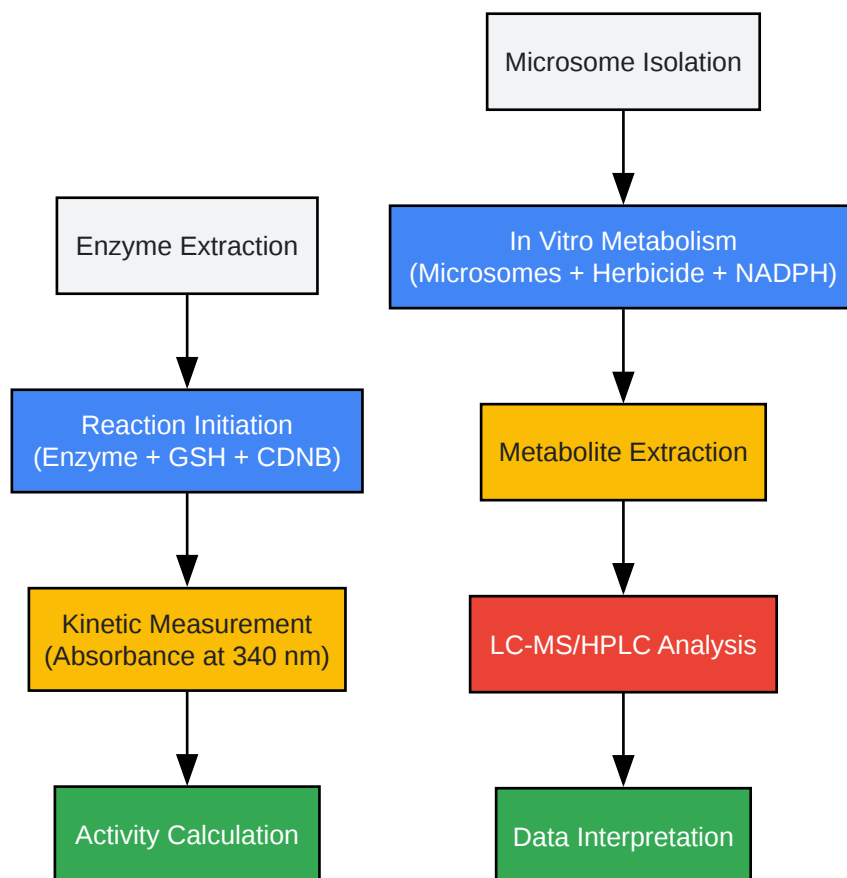 Enzyme Extraction
Reaction Initiation
(Enzyme + GSH + CDNB)
Kinetic Measurement
(Absorbance at 340 nm)
Activity Calculation
Microsome Isolation
In Vitro Metabolism
(Microsomes + Herbicide + NADPH)
Metabolite Extraction
LC-MS/HPLC Analysis
Data Interpretation